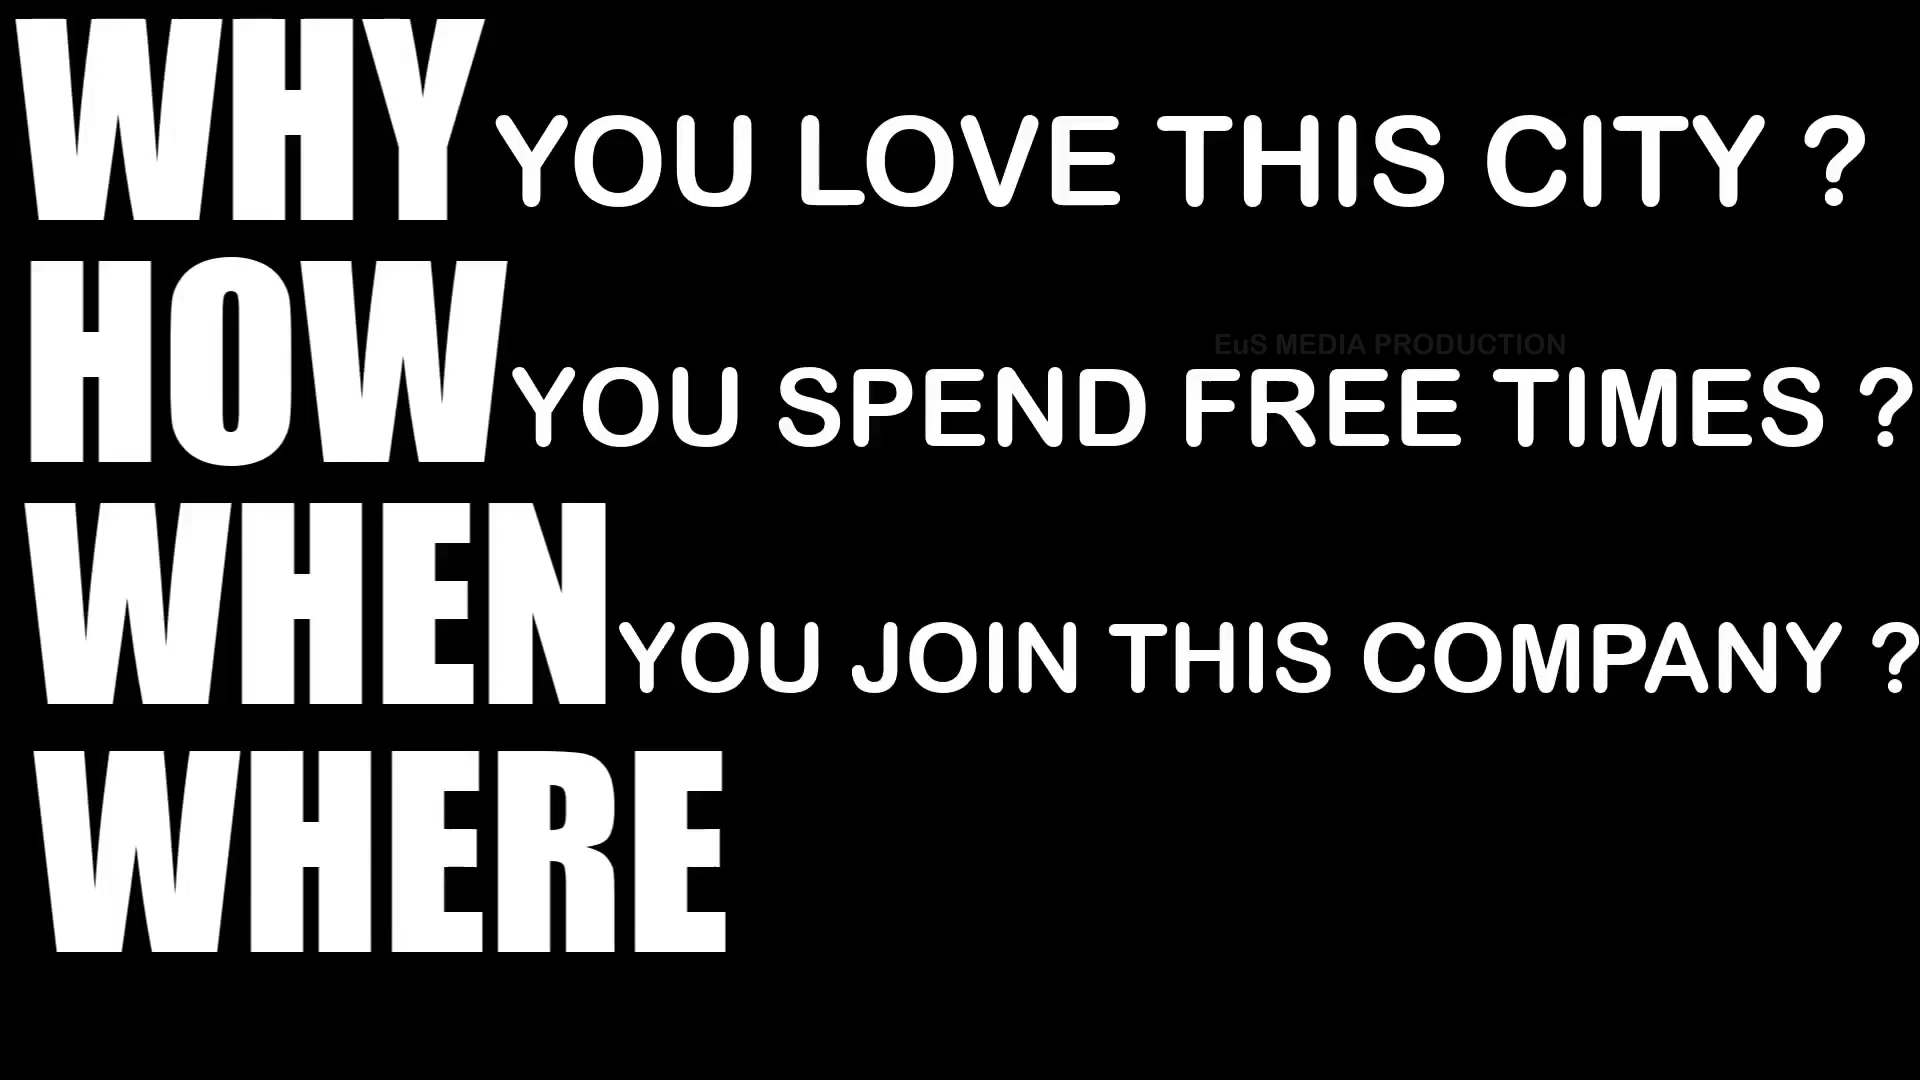 WHY YOU LOVE THIS CITY ?
EuS MEDIA PRODUCTION
HOW YOU SPEND FREE TIMES ?
WHEN YOU JOIN THIS COMPANY ?
WHERE